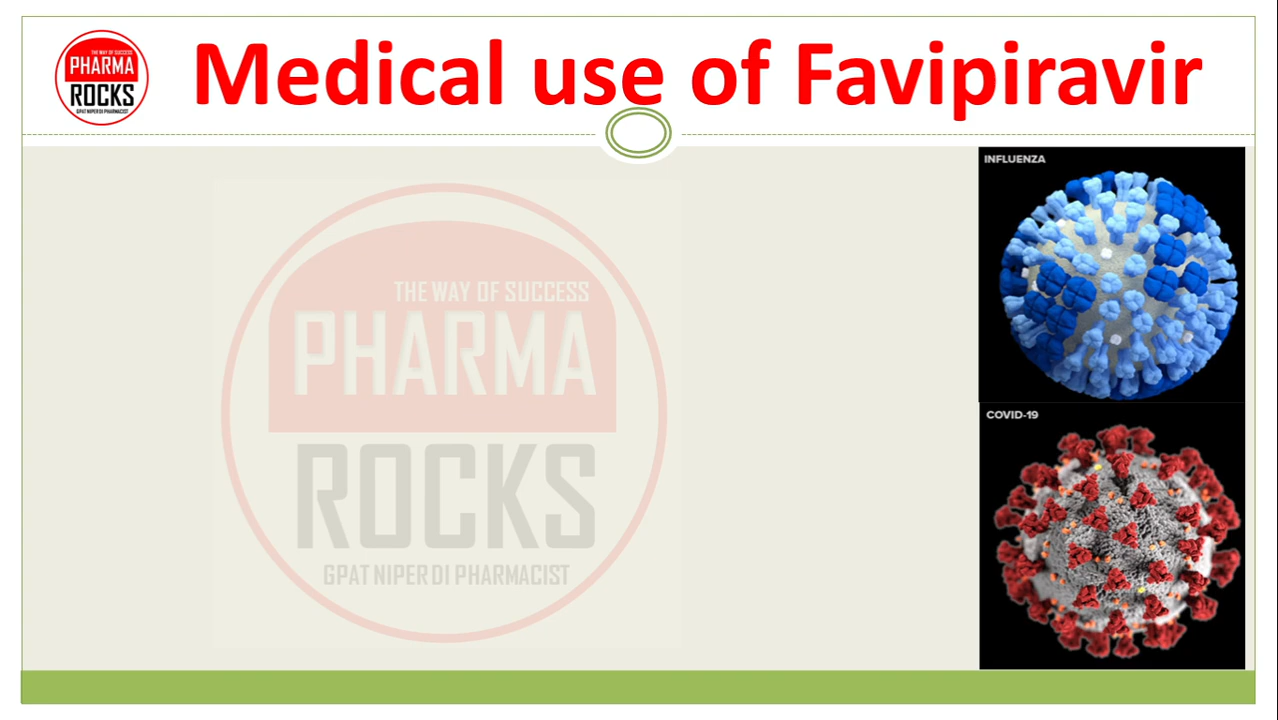 THE WAY OF SUCCESS
PHARMA
ROCKS
GPAT NIPER DI PHARMACIST
Medical use of Favipiravir
INFLUENZA
THE WAY OF SUCCESS
PHARMA
ROCKS
GPAT NIPER DI PHARMACIST
COVID-19